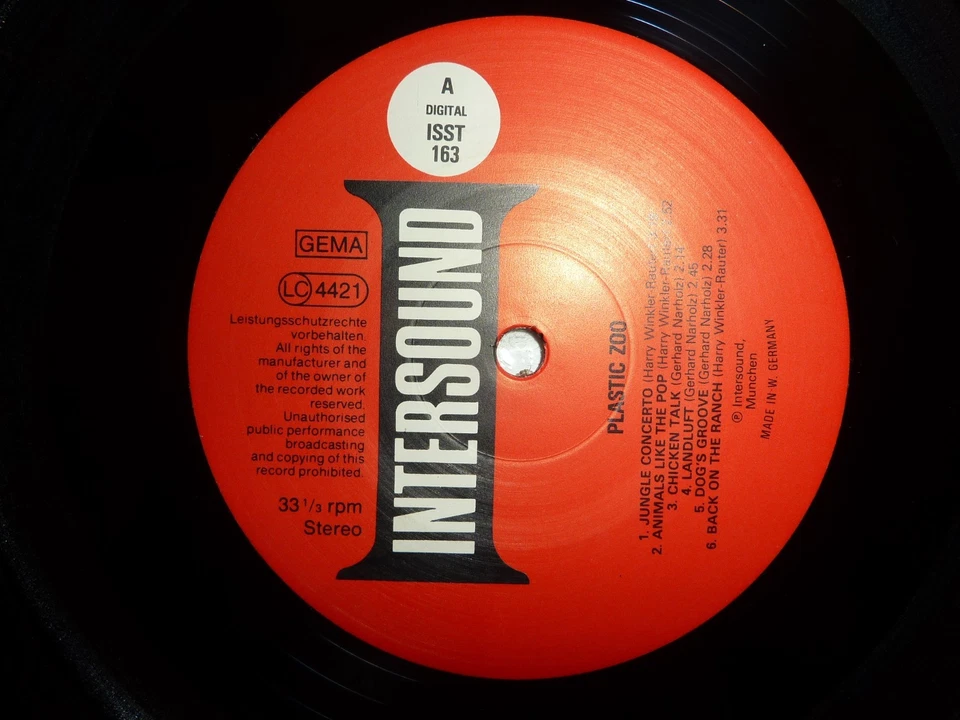 A
DIGITAL
ISST
163
GEMA
LC 4421
Leistungsschutzrechte
vorbehalten.
All rights of the
manufacturer and
of the owner of
the recorded work
reserved.
Unauthorised
public performance
broadcasting
and copying of this
record prohibited.
33 1/3 rpm
Stereo
INTERSOUND
PLASTIC ZOO
1. JUNGLE CONCERTO (Harry Winkler-Rauter)
2. ANIMALS LIKE THE POP (Harry Winkler-Rauter)
3. CHICKEN TALK (Gerhard Narholz) 2.14
4. LANDLUFT (Gerhard Narholz) 2.45
5. DOG'S GROOVE (Gerhard Narholz) 2.28
6. BACK ON THE RANCH (Harry Winkler-Rauter) 3.31
℗ Intersound,
Munchen
MADE IN W. GERMANY